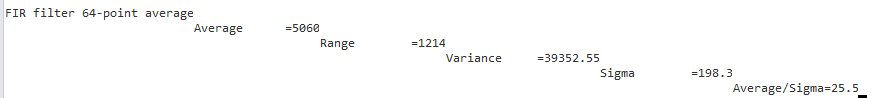 FIR filter 64-point average
Average =5060
Range =1214
Variance =39352.55
Sigma =198.3
Average/Sigma=25.5